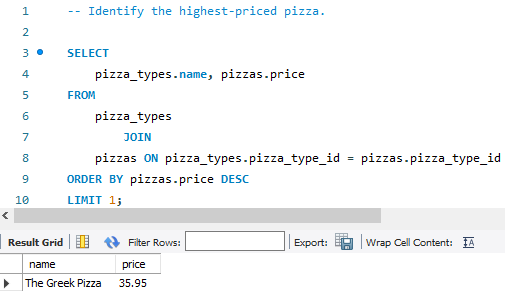 1 -- Identify the highest-priced pizza.
2
3 SELECT
4 pizza_types.name, pizzas.price
5 FROM
6 pizza_types
7 JOIN
8 pizzas ON pizza_types.pizza_type_id = pizzas.pizza_type_id
9 ORDER BY pizzas.price DESC
10 LIMIT 1;
Result Grid Filter Rows: Export: Wrap Cell Content: IA
name price
The Greek Pizza 35.95